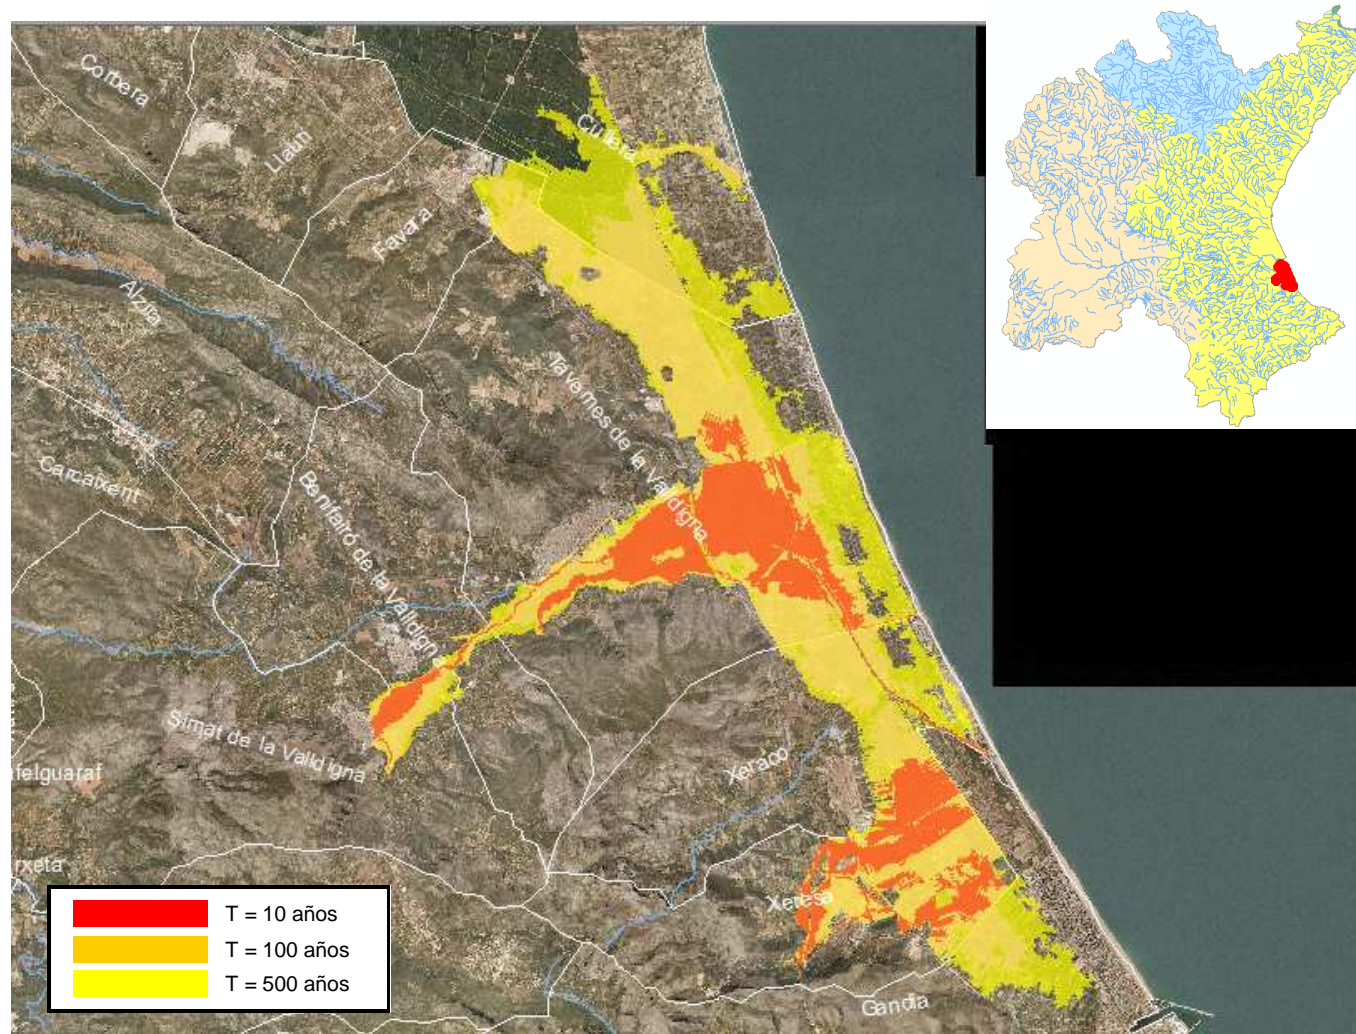 Corbera
Llaurí
Cullera
Favara
Alzira
Tavernes de la Valldigna
Carcaixent
Benifairó de la Valldigna
Simat de la Valldigna
felguaraf
Xeraco
rxeta
Xeresa
Gandia
T = 10 años
T = 100 años
T = 500 años